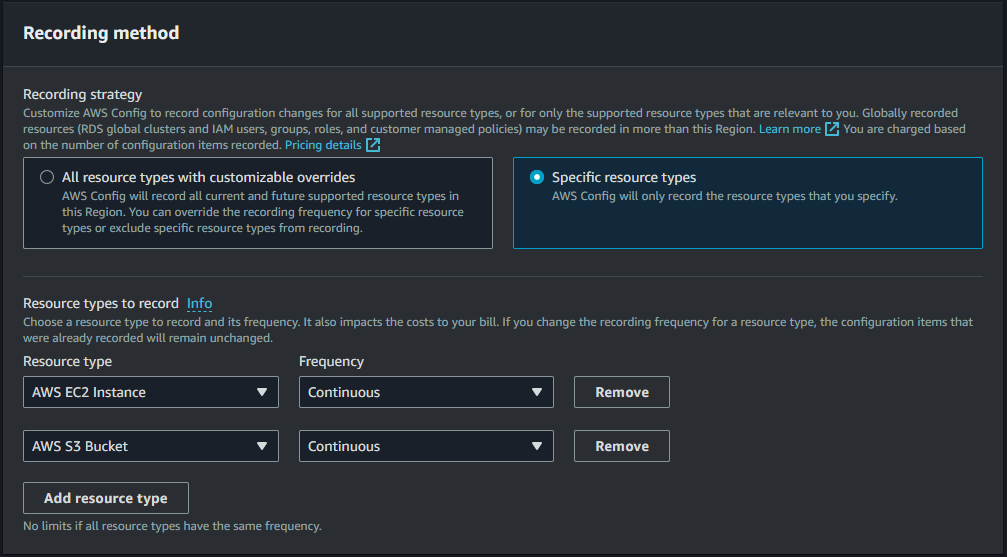 Recording method
Recording strategy
Customize AWS Config to record configuration changes for all supported resource types, or for only the supported resource types that are relevant to you. Globally recorded
resources (RDS global clusters and IAM users, groups, roles, and customer managed policies) may be recorded in more than this Region. Learn more You are charged based
on the number of configuration items recorded. Pricing details
All resource types with customizable overrides
AWS Config will record all current and future supported resource types in
this Region. You can override the recording frequency for specific resource
types or exclude specific resource types from recording.
Specific resource types
AWS Config will only record the resource types that you specify.
Resource types to record Info
Choose a resource type to record and its frequency. It also impacts the costs to your bill. If you change the recording frequency for a resource type, the configuration items that
were already recorded will remain unchanged.
Resource type Frequency
AWS EC2 Instance Continuous Remove
AWS S3 Bucket Continuous Remove
Add resource type
No limits if all resource types have the same frequency.